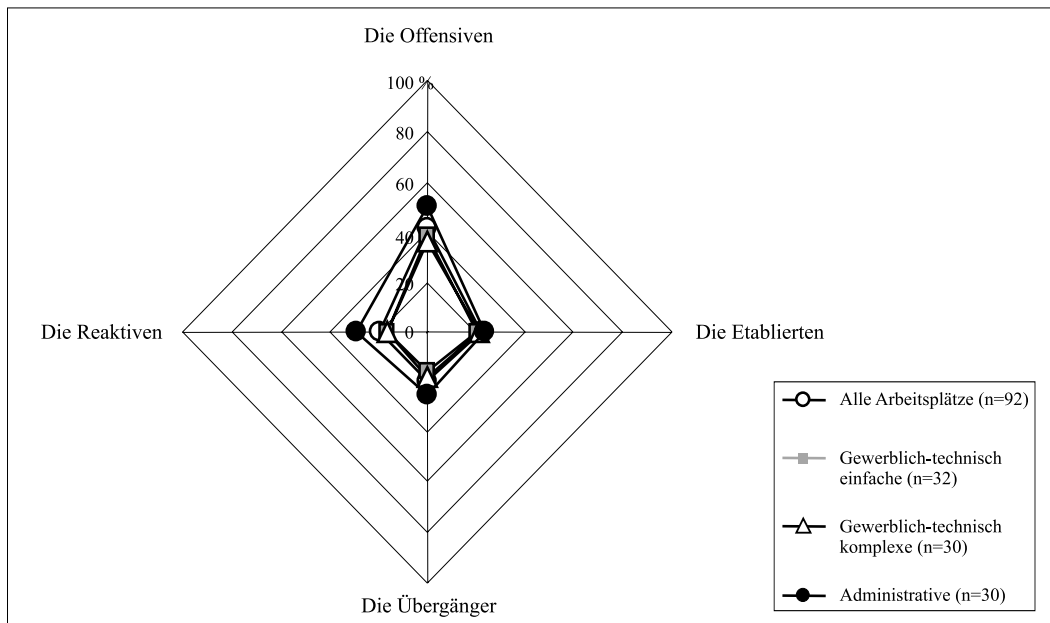 Die Offensiven
100 %
80
60
40
20
0
Die Reaktiven
Die Etablierten
Die Übergänger
Alle Arbeitsplätze (n=92)
Gewerblich-technisch
einfache (n=32)
Gewerblich-technisch
komplexe (n=30)
Administrative (n=30)